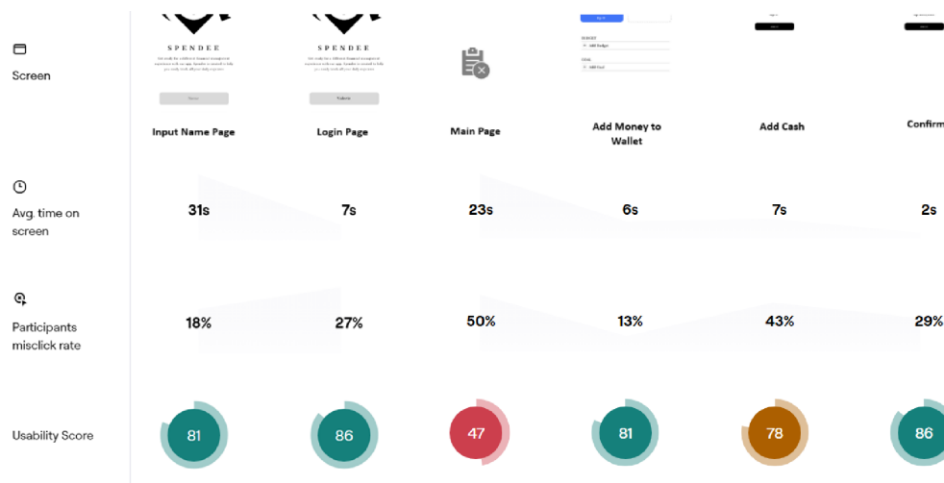 SPENDEE
SPENDEE
Screen
Input Name Page
Login Page
Main Page
Add Money to
Wallet
Add Cash
Confirm
Avg. time on
screen
31s
7s
23s
6s
7s
2s
Participants
misclick rate
18%
27%
50%
13%
43%
29%
Usability Score
81
86
47
81
78
86